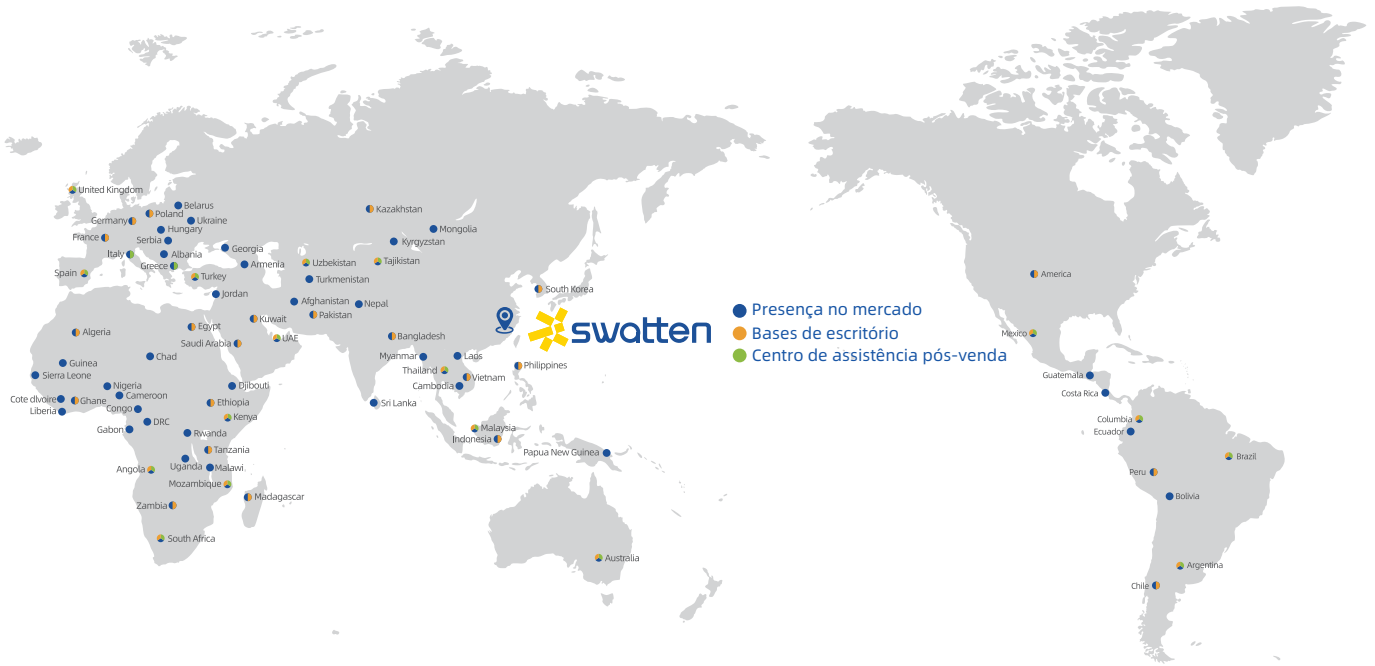 United Kingdom
Belarus
Poland
Germany
Ukraine
Hungary
France
Serbia
Georgia
Italy
Albania
Greece
Armenia
Spain
Turkey
Jordan
Kazakhstan
Mongolia
Kyrgyzstan
Uzbekistan
Tajikistan
Turkmenistan
Afghanistan
Nepal
Pakistan
South Korea
Kuwait
Egypt
Algeria
Saudi Arabia
UAE
Bangladesh
Chad
Myanmar
Laos
Guinea
Thailand
Philippines
Sierra Leone
Vietnam
Nigeria
Djibouti
Cambodia
Cameroon
Cote dIvoire
Ghane
Ethiopia
Sri Lanka
Liberia
Congo
Kenya
DRC
Gabon
Rwanda
Malaysia
Indonesia
Tanzania
Papua New Guinea
Uganda
Malawi
Angola
Mozambique
Madagascar
Zambia
South Africa
Australia
swatten
Presença no mercado
Bases de escritório
Centro de assistência pós-venda
America
Mexico
Guatemala
Costa Rica
Columbia
Ecuador
Brazil
Peru
Bolivia
Argentina
Chile